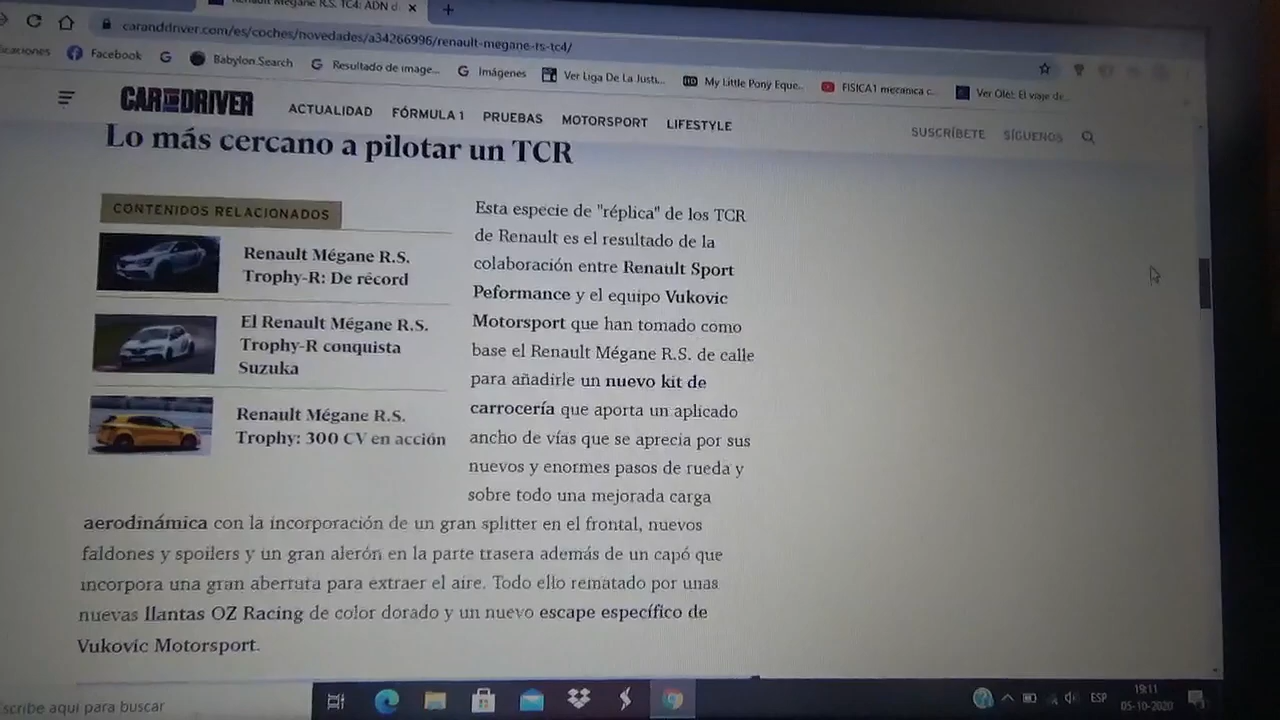 Renault Mégane R.S. TC4: ADN d
caranddriver.com/es/coches/novedades/a34266996/renault-megane-rs-tc4/
Facebook
Babylon Search
Resultado de image...
Imágenes
Ver Liga De La Justi...
My Little Pony Eque...
FISICA1 mecanica c...
Ver Olé!: El viaje de...
CAR AND DRIVER
ACTUALIDAD FÓRMULA 1 PRUEBAS MOTORSPORT LIFESTYLE
SUSCRÍBETE SÍGUENOS
Lo más cercano a pilotar un TCR
CONTENIDOS RELACIONADOS
Renault Mégane R.S.
Trophy-R: De récord
El Renault Mégane R.S.
Trophy-R conquista
Suzuka
Renault Mégane R.S.
Trophy: 300 CV en acción
Esta especie de "réplica" de los TCR
de Renault es el resultado de la
colaboración entre Renault Sport
Peformance y el equipo Vukovic
Motorsport que han tomado como
base el Renault Mégane R.S. de calle
para añadirle un nuevo kit de
carrocería que aporta un aplicado
ancho de vías que se aprecia por sus
nuevos y enormes pasos de rueda y
sobre todo una mejorada carga
aerodinámica con la incorporación de un gran splitter en el frontal, nuevos
faldones y spoilers y un gran alerón en la parte trasera además de un capó que
incorpora una gran abertura para extraer el aire. Todo ello rematado por unas
nuevas llantas OZ Racing de color dorado y un nuevo escape específico de
Vukovic Motorsport.
scribe aquí para buscar
ESP
19:11
05-10-2020